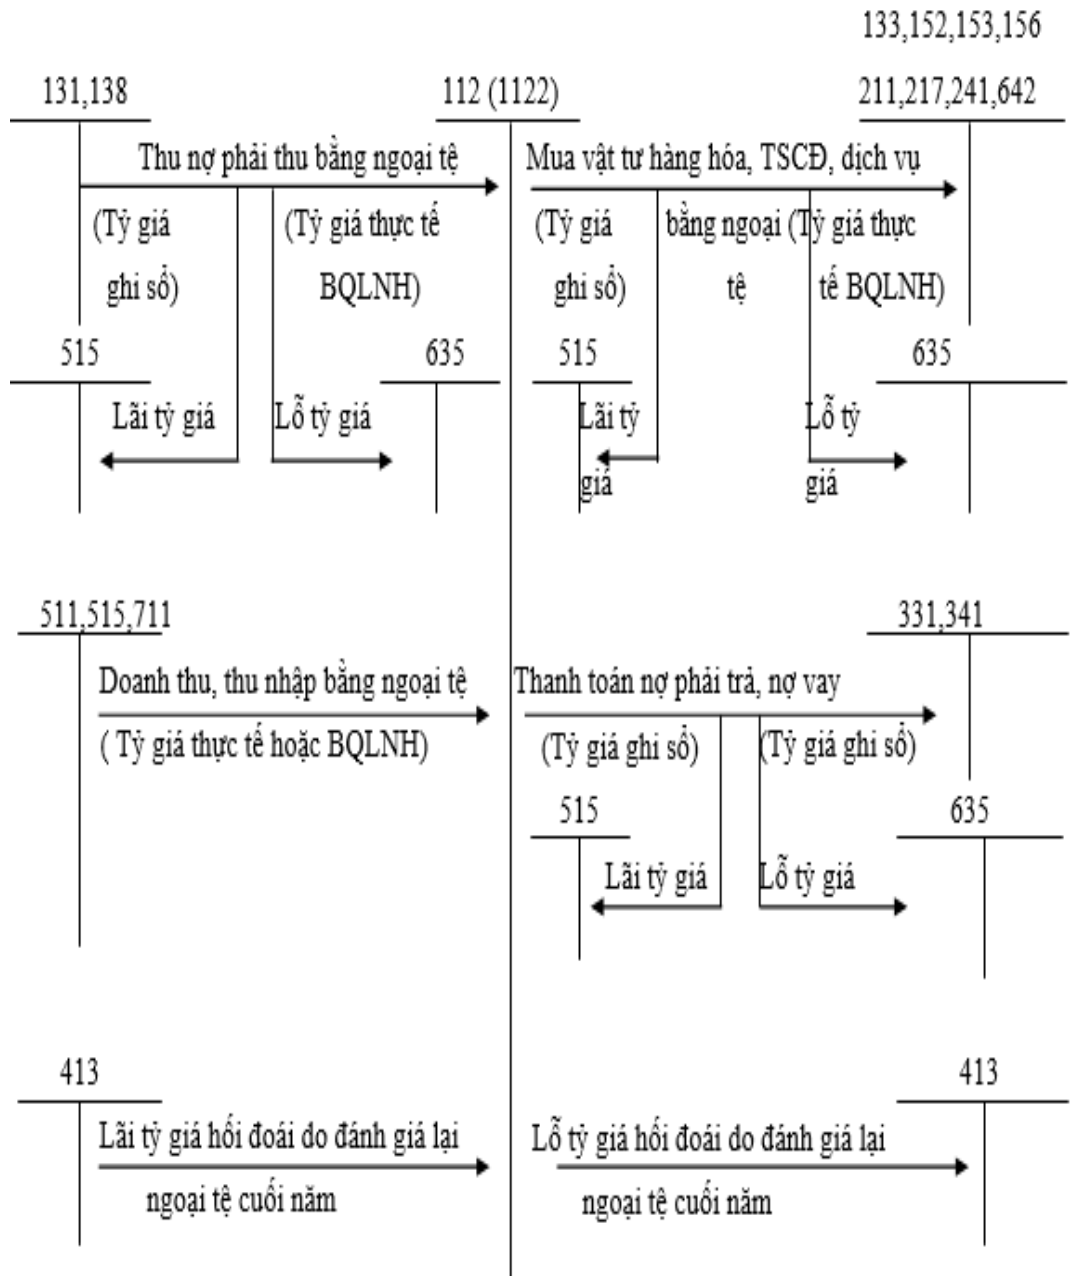 133,152,153,156
131,138 112 (1122) 211,217,241,642
Thu nợ phải thu bằng ngoại tệ Mua vật tư hàng hóa, TSCĐ, dịch vụ
(Tỷ giá (Tỷ giá thực tế (Tỷ giá bằng ngoại (Tỷ giá thực
ghi sổ) BQLNH) ghi sổ) tệ tế BQLNH)
515 635 515 635
Lãi tỷ giá Lỗ tỷ giá Lãi tỷ Lỗ tỷ
giá giá
511,515,711 331,341
Doanh thu, thu nhập bằng ngoại tệ Thanh toán nợ phải trả, nợ vay
( Tỷ giá thực tế hoặc BQLNH) (Tỷ giá ghi sổ) (Tỷ giá ghi sổ)
515 635
Lãi tỷ giá Lỗ tỷ giá
413 413
Lãi tỷ giá hối đoái do đánh giá lại Lỗ tỷ giá hối đoái do đánh giá lại
ngoại tệ cuối năm ngoại tệ cuối năm